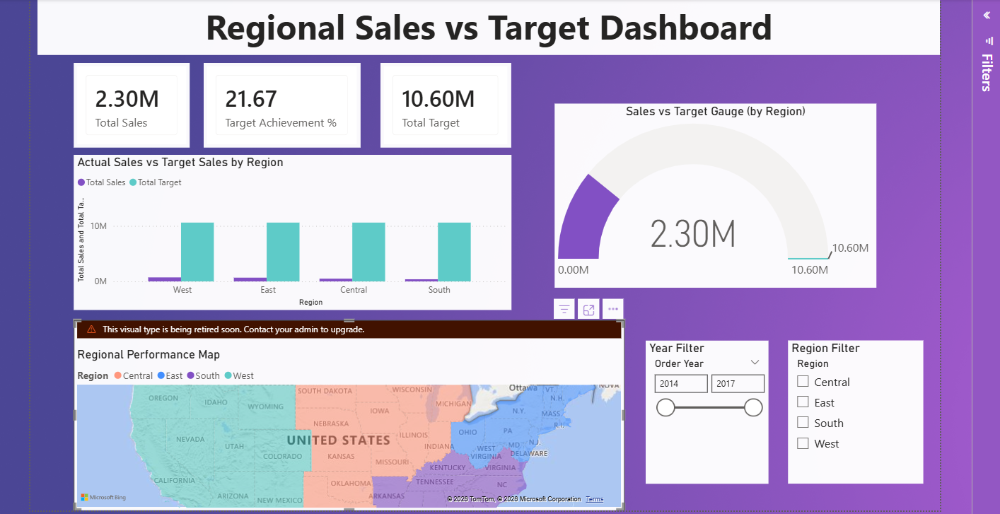 Regional Sales vs Target Dashboard
Filters
2.30M
Total Sales
21.67
Target Achievement %
10.60M
Total Target
Sales vs Target Gauge (by Region)
2.30M
0.00M
10.60M
10.60M
Actual Sales vs Target Sales by Region
Total Sales Total Target
Total Sales and Total Ta...
10M
0M
West East Central South
Region
This visual type is being retired soon. Contact your admin to upgrade.
Regional Performance Map
Region Central East South West
Ottawa
NOVA
OREGON
IDAHO
WYOMING
SOUTH DAKOTA
WISCONSIN
MICHIGAN
VT.
N.H.
N.Y.
MASS.
R.I.
IOWA
NEBRASKA
ILLINOIS
INDIANA
OHIO
PA
N.J.
MD.
DELAWARE
NEVADA
UTAH
COLORADO
UNITED STATES
KANSAS
MISSOURI
WEST
VIRGINIA
KENTUCKY
VIRGINIA
CALIFORNIA
ARIZONA
NEW MEXICO
OKLAHOMA
ARKANSAS
TENNESSEE
NC
Microsoft Bing
© 2026 TomTom, © 2026 Microsoft Corporation Terms
Year Filter
Order Year
2014 2017
Region Filter
Region
Central
East
South
West